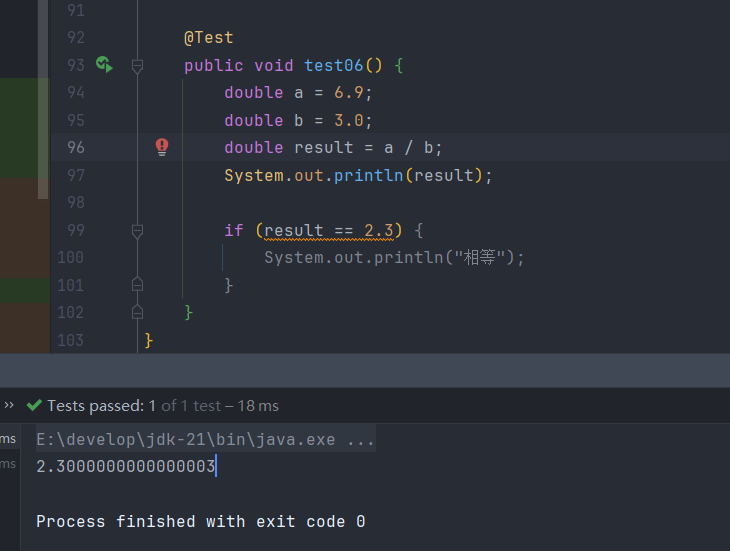 91
92 @Test
93 public void test06() {
94 double a = 6.9;
95 double b = 3.0;
96 double result = a / b;
97 System.out.println(result);
98
99 if (result == 2.3) {
100 System.out.println("相等");
101 }
102 }
103 }
>> Tests passed: 1 of 1 test – 18 ms
ms E:\develop\jdk-21\bin\java.exe ...
ms 2.3000000000000003
Process finished with exit code 0